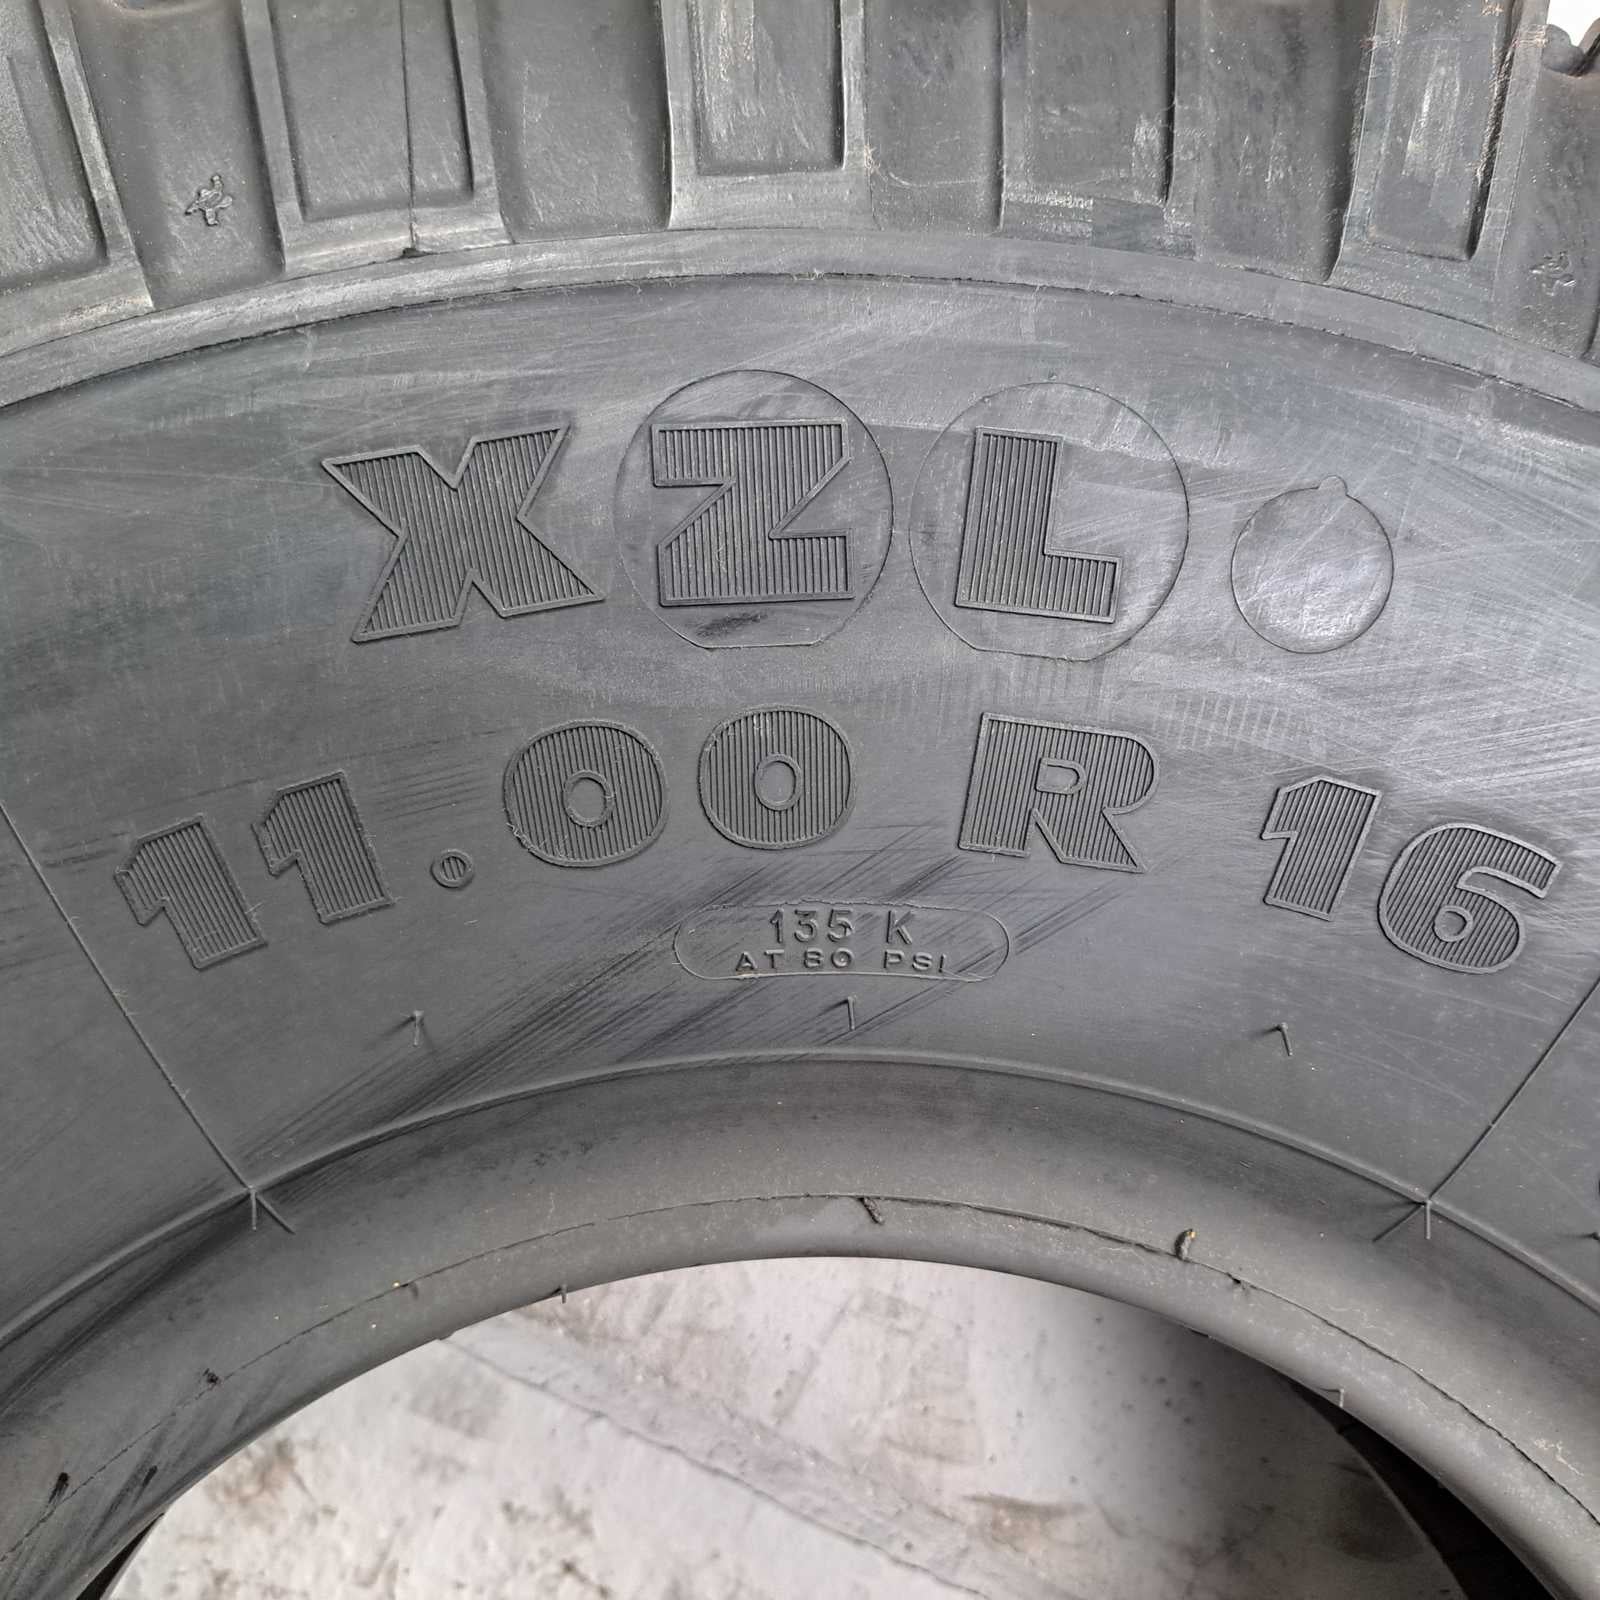 XZL
11.00 R 16
135 K
AT 80 PSI